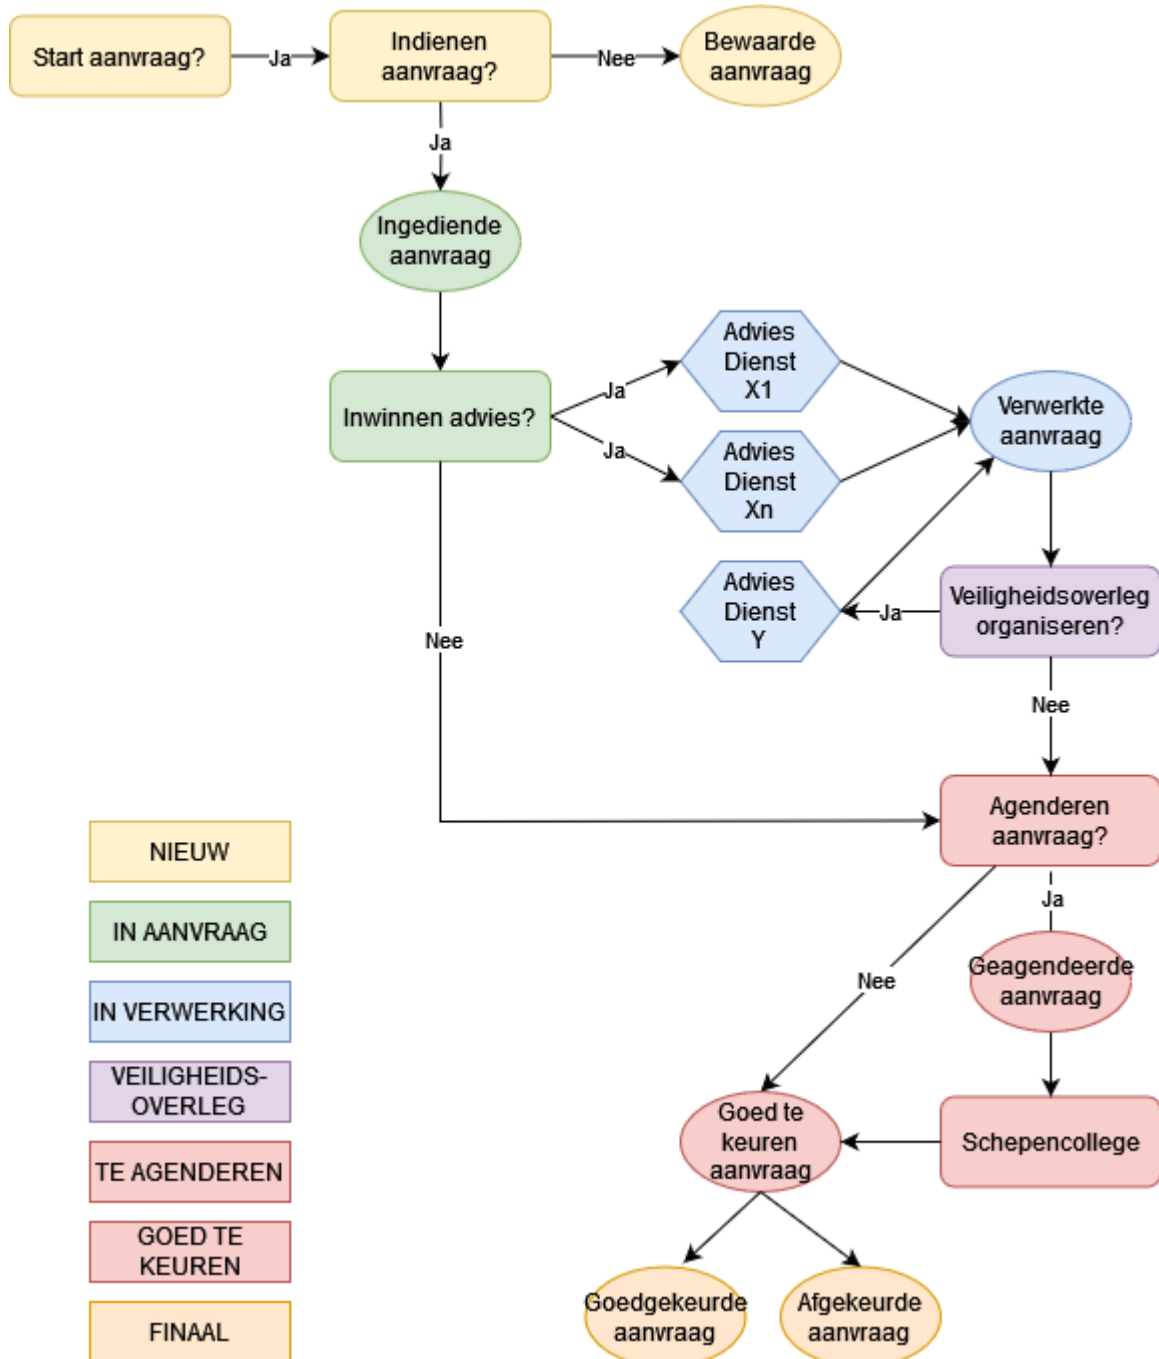 Start aanvraag?
Ja
Indienen
aanvraag?
Nee
Bewaarde
aanvraag
Ja
Ingediende
aanvraag
Inwinnen advies?
Ja
Advies
Dienst
X1
Ja
Advies
Dienst
Xn
Verwerkte
aanvraag
Advies
Dienst
Y
Ja
Veiligheidsoverleg
organiseren?
Nee
Nee
Agenderen
aanvraag?
Ja
Nee
Geagendeerde
aanvraag
Goed te
keuren
aanvraag
Schepencollege
Goedgekeurde
aanvraag
Afgekeurde
aanvraag
NIEUW
IN AANVRAAG
IN VERWERKING
VEILIGHEIDS-
OVERLEG
TE AGENDEREN
GOED TE
KEUREN
FINAAL